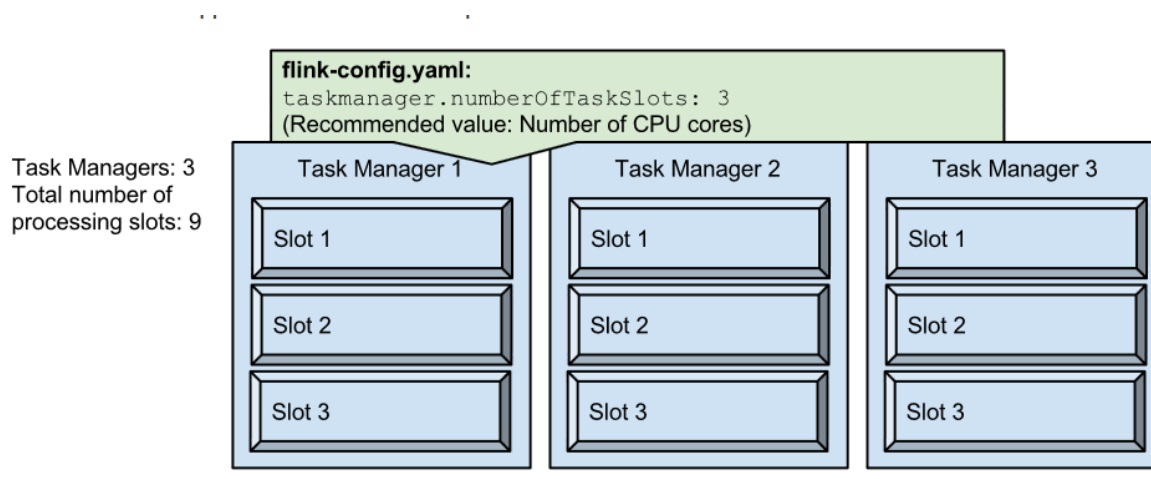 flink-config.yaml:
taskmanager.numberOfTaskSlots: 3
(Recommended value: Number of CPU cores)
Task Managers: 3
Total number of
processing slots: 9
Task Manager 1
Slot 1
Slot 2
Slot 3
Task Manager 2
Slot 1
Slot 2
Slot 3
Task Manager 3
Slot 1
Slot 2
Slot 3